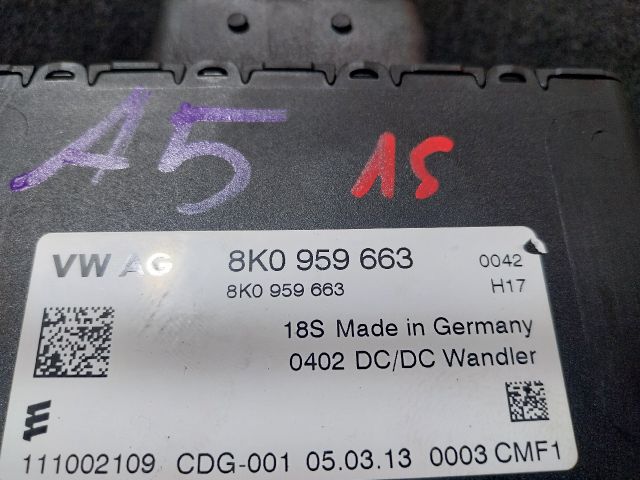 A5 15
VW AG 8K0 959 663 0042
8K0 959 663 H17
18S Made in Germany
0402 DC/DC Wandler
111002109 CDG-001 05.03.13 0003 CMF1